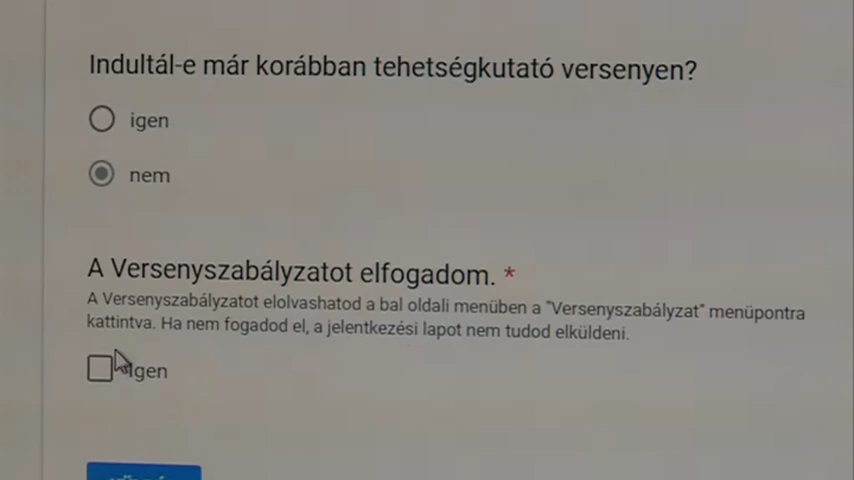 Indultál-e már korábban tehetségkutató versenyen?
igen
nem
A Versenyszabályzatot elfogadom. *
A Versenyszabályzatot elolvashatod a bal oldali menüben a "Versenyszabályzat" menüpontra
kattintva. Ha nem fogadod el, a jelentkezési lapot nem tudod elküldeni.
Igen